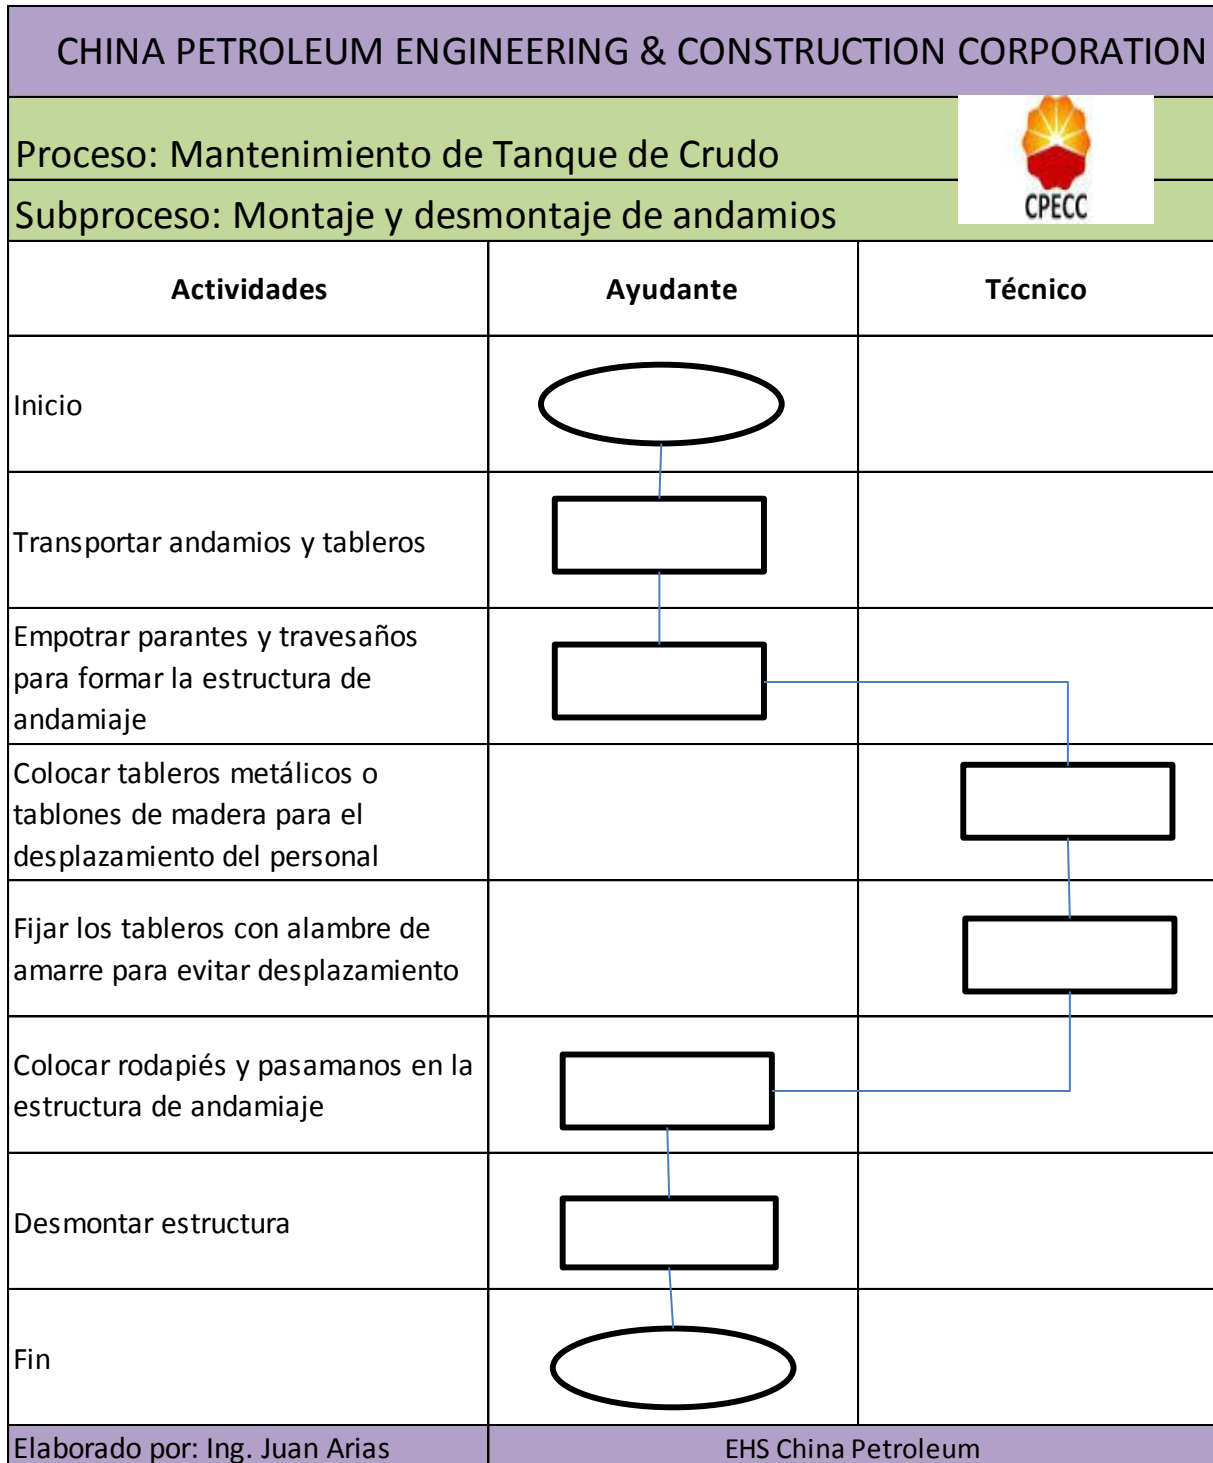 CHINA PETROLEUM ENGINEERING & CONSTRUCTION CORPORATION
Proceso: Mantenimiento de Tanque de Crudo
CPECC
Subproceso: Montaje y desmontaje de andamios
Actividades
Ayudante
Técnico
Inicio
Transportar andamios y tableros
Empotrar parantes y travesaños
para formar la estructura de
andamiaje
Colocar tableros metálicos o
tablones de madera para el
desplazamiento del personal
Fijar los tableros con alambre de
amarre para evitar desplazamiento
Colocar rodapiés y pasamanos en la
estructura de andamiaje
Desmontar estructura
Fin
Elaborado por: Ing. Juan Arias
EHS China Petroleum